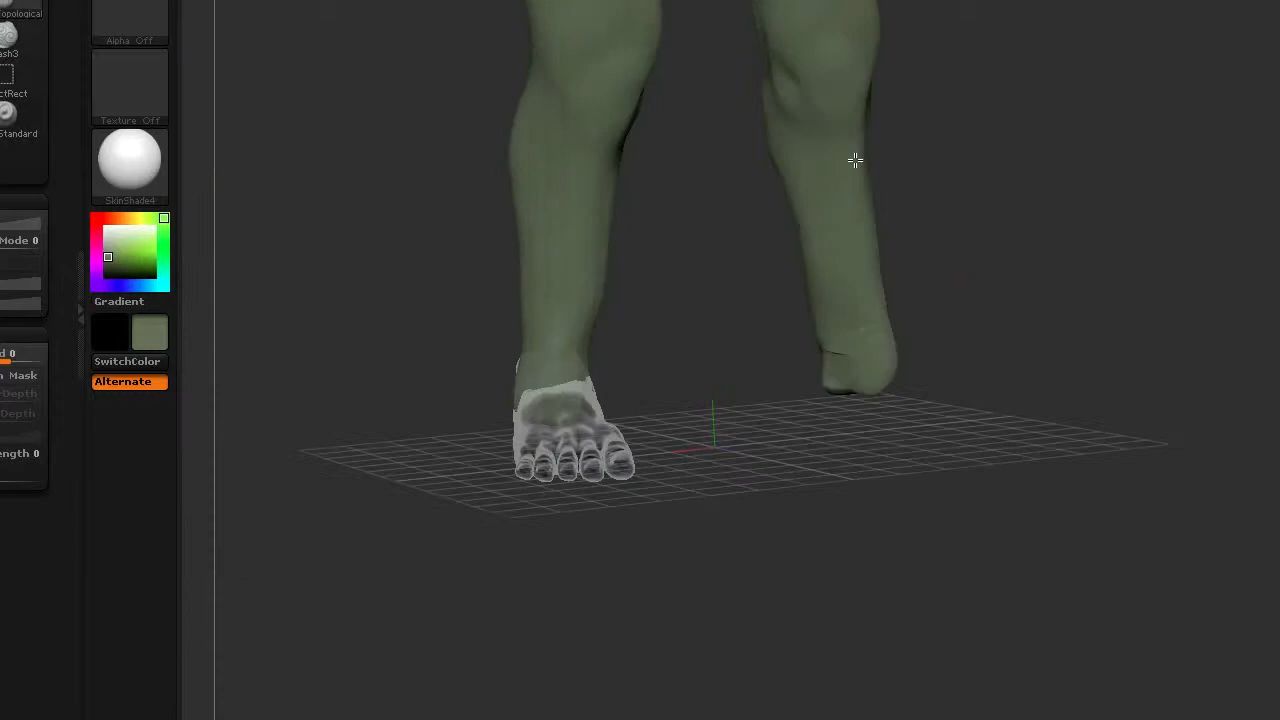 Topological
Alpha Off
ash3
ctRect
Texture Off
Standard
SkinShade4
Mode 0
Gradient
d 0
SwitchColor
n Mask
Alternate
-Depth
Depth
ength 0